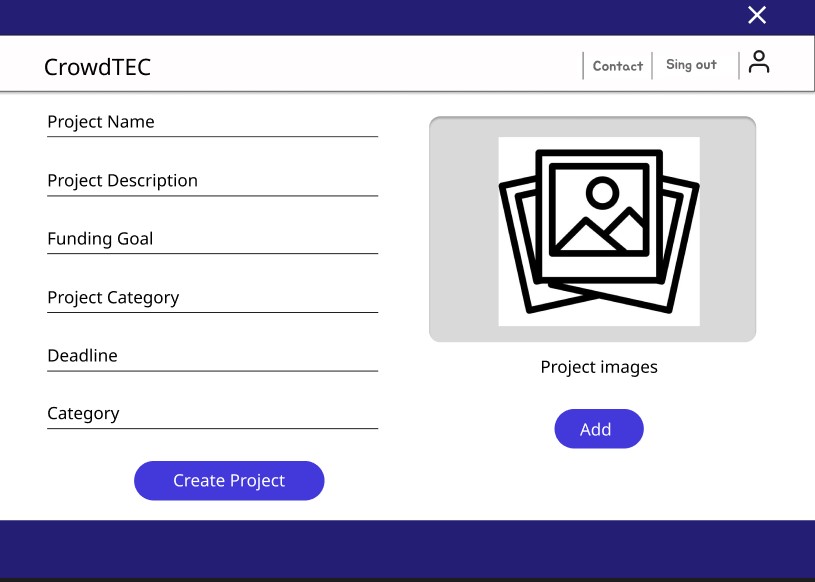 CrowdTEC
Contact
Sing out
Project Name
Project Description
Funding Goal
Project Category
Deadline
Category
Create Project
Project images
Add